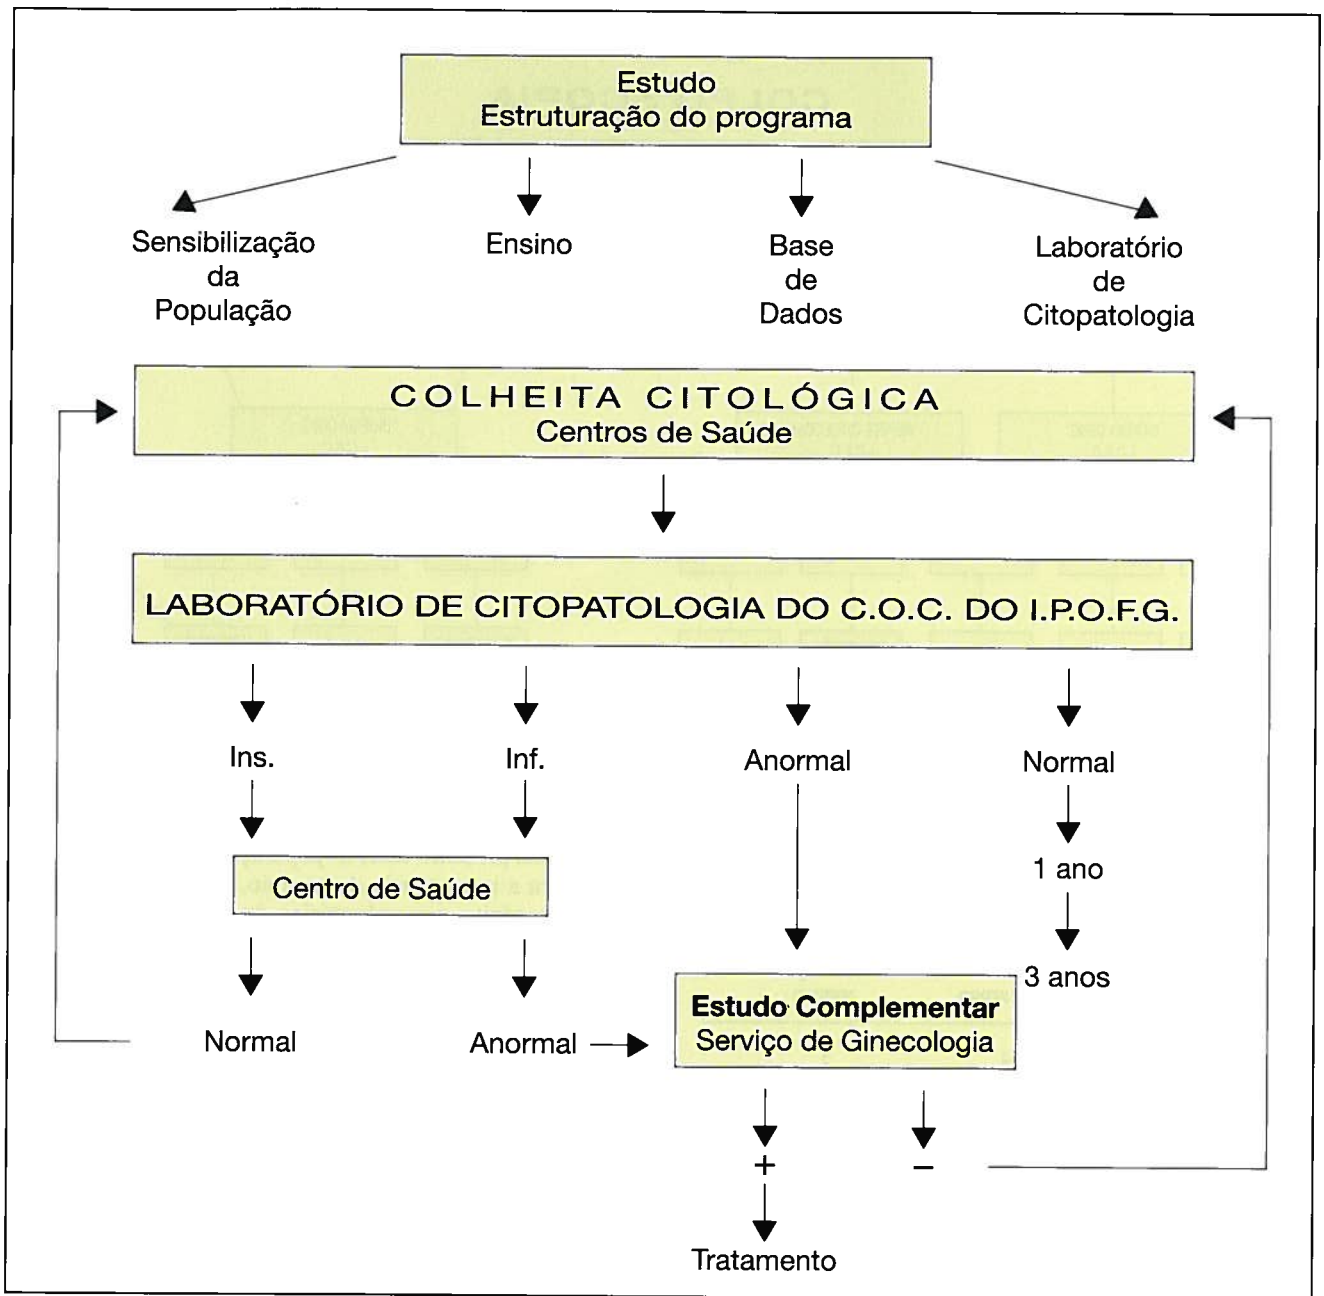 Estudo
Estruturação do programa
Sensibilização
da
População
Ensino
Base
de
Dados
Laboratório
de
Citopatologia
COLHEITA CITOLÓGICA
Centros de Saúde
LABORATÓRIO DE CITOPATOLOGIA DO C.O.C. DO I.P.O.F.G.
Ins.
Inf.
Anormal
Normal
Centro de Saúde
1 ano
3 anos
Normal
Anormal
Estudo Complementar
Serviço de Ginecologia
+
−
Tratamento